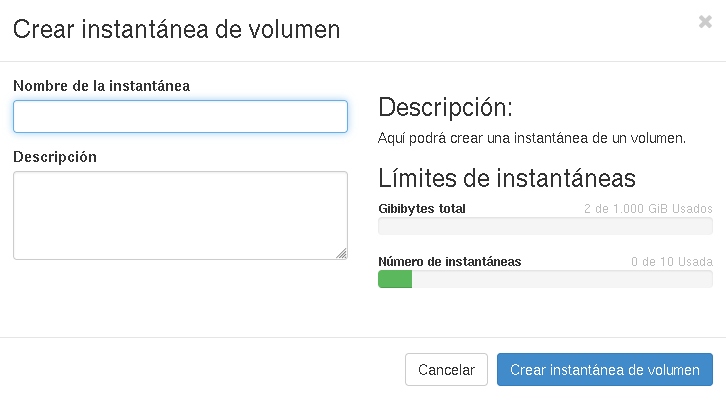 Crear instantánea de volumen
×
Nombre de la instantánea
Descripción
Descripción:
Aquí podrá crear una instantánea de un volumen.
Límites de instantáneas
Gibibytes total 2 de 1.000 GiB Usados
Número de instantáneas 0 de 10 Usada
Cancelar Crear instantánea de volumen